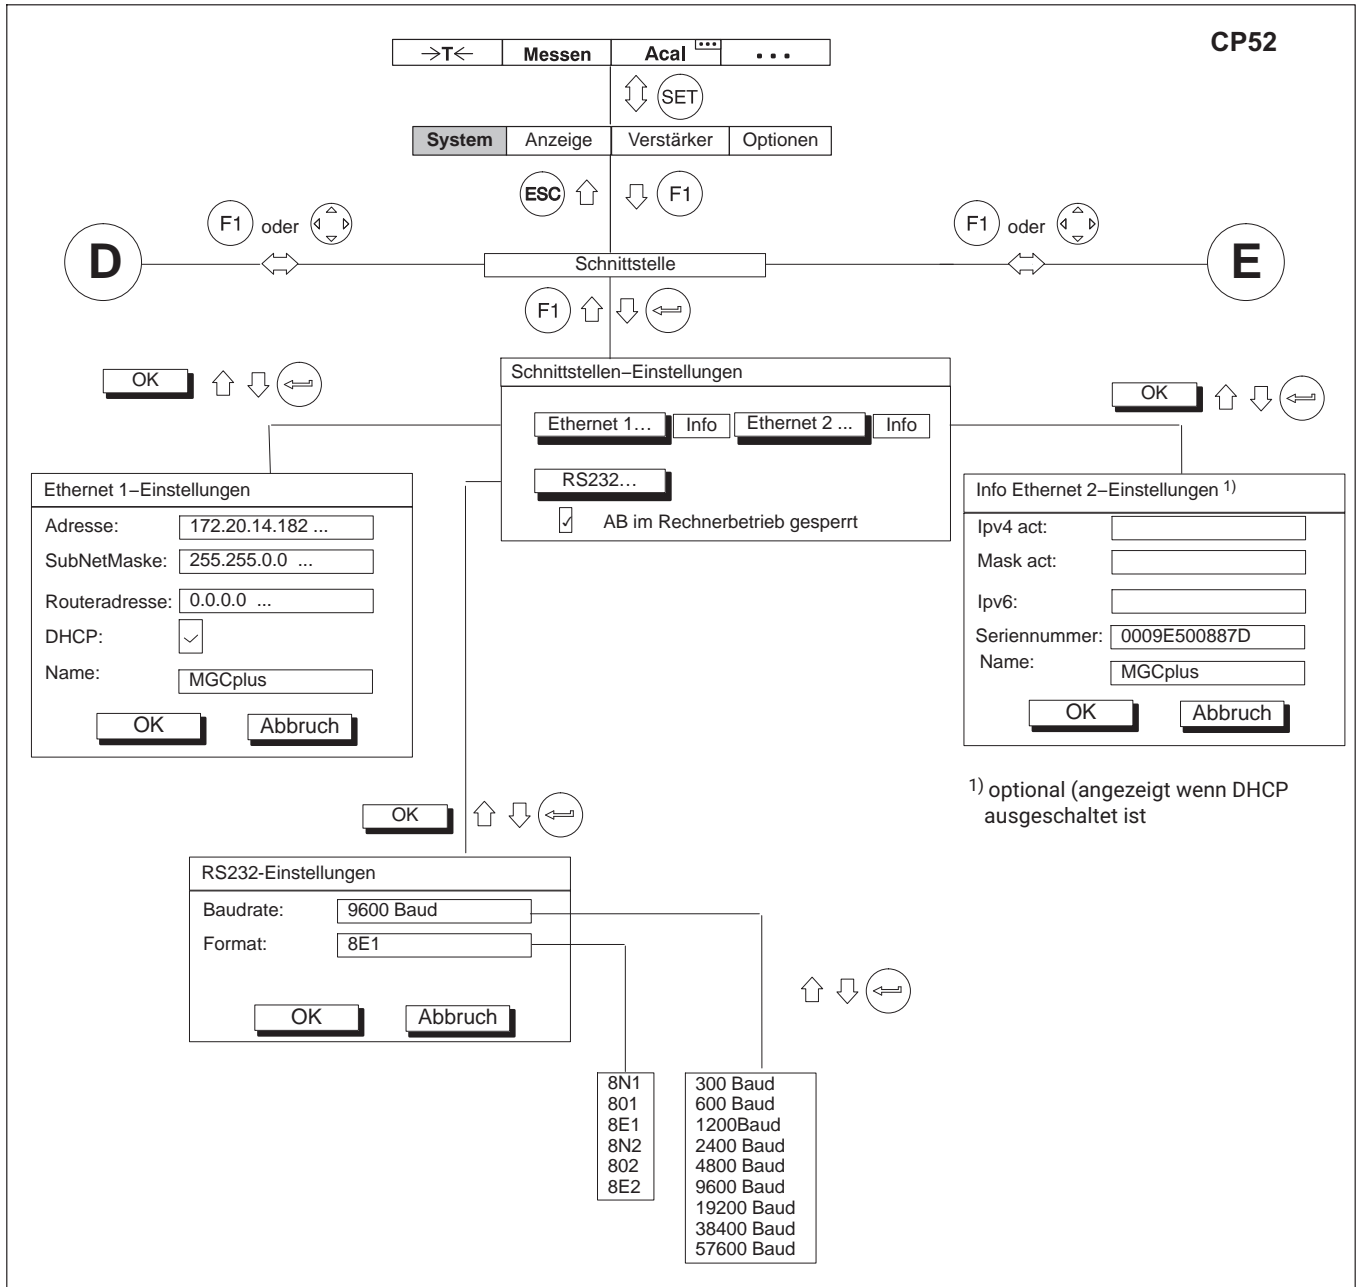 CP52
→T← Messen Acal ... . . .
SET
System Anzeige Verstärker Optionen
ESC F1
F1 oder
F1 oder
D
Schnittstelle
E
F1
OK
Schnittstellen–Einstellungen
OK
Ethernet 1... Info Ethernet 2 ... Info
RS232...
✓ AB im Rechnerbetrieb gesperrt
Ethernet 1–Einstellungen
Adresse: 172.20.14.182 ...
SubNetMaske: 255.255.0.0 ...
Routeradresse: 0.0.0.0 ...
DHCP: ✓
Name: MGCplus
OK Abbruch
Info Ethernet 2–Einstellungen 1)
Ipv4 act:
Mask act:
Ipv6:
Seriennummer: 0009E500887D
Name: MGCplus
OK Abbruch
1) optional (angezeigt wenn DHCP
ausgeschaltet ist
OK
RS232-Einstellungen
Baudrate: 9600 Baud
Format: 8E1
OK Abbruch
8N1
801
8E1
8N2
802
8E2
300 Baud
600 Baud
1200Baud
2400 Baud
4800 Baud
9600 Baud
19200 Baud
38400 Baud
57600 Baud